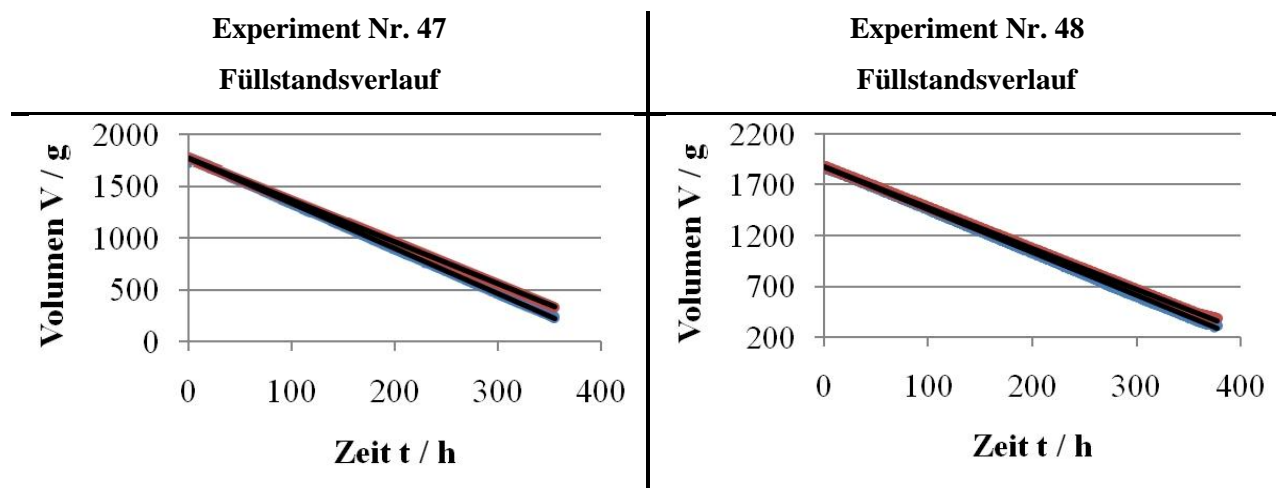 Experiment Nr. 47
Füllstandsverlauf
Experiment Nr. 48
Füllstandsverlauf
Volumen V / g
2000
1500
1000
500
0
0 100 200 300 400
Zeit t / h
Volumen V / g
2200
1700
1200
700
200
0 100 200 300 400
Zeit t / h